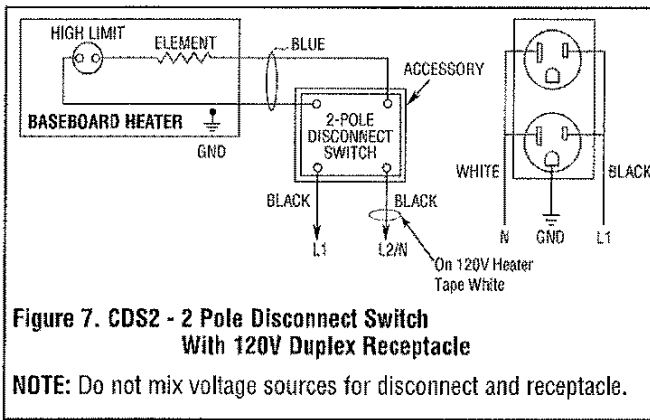 HIGH LIMIT
ELEMENT
BLUE
ACCESSORY
BASEBOARD HEATER
GND
2-POLE
DISCONNECT
SWITCH
BLACK
BLACK
L1
L2/N
On 120V Heater
Tape White
WHITE
BLACK
N
GND
L1
Figure 7. CDS2 - 2 Pole Disconnect Switch
With 120V Duplex Receptacle
NOTE: Do not mix voltage sources for disconnect and receptacle.